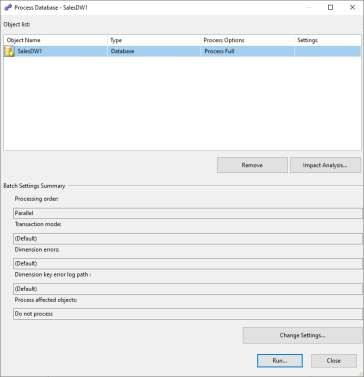 Process Database - SalesDW1
Object list:
Object Name Type Process Options Settings
SalesDW1 Database Process Full
Remove Impact Analysis...
Batch Settings Summary
Processing order:
Parallel
Transaction mode:
(Default)
Dimension errors:
(Default)
Dimension key error log path :
(Default)
Process affected objects:
Do not process
Change Settings...
Run... Close